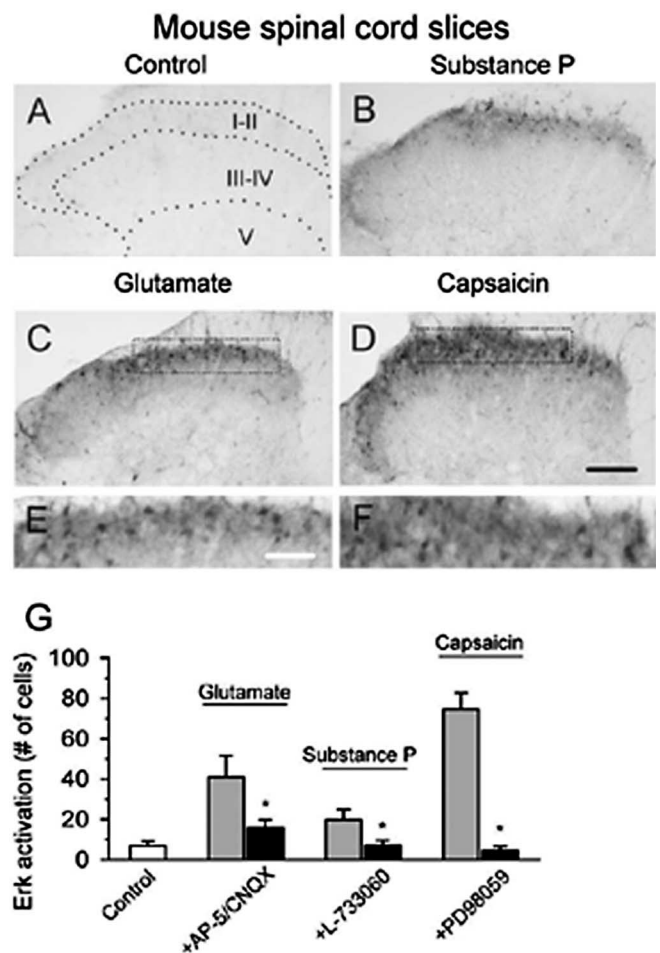 Mouse spinal cord slices
Control
Substance P
A
I-II
III-IV
V
B
Glutamate
Capsaicin
C
D
E
F
G
Erk activation (# of cells)
100
80
60
40
20
0
Glutamate
Substance P
Capsaicin
*
*
*
Control
+AP-5/CNQX
+L-733060
+PD98059